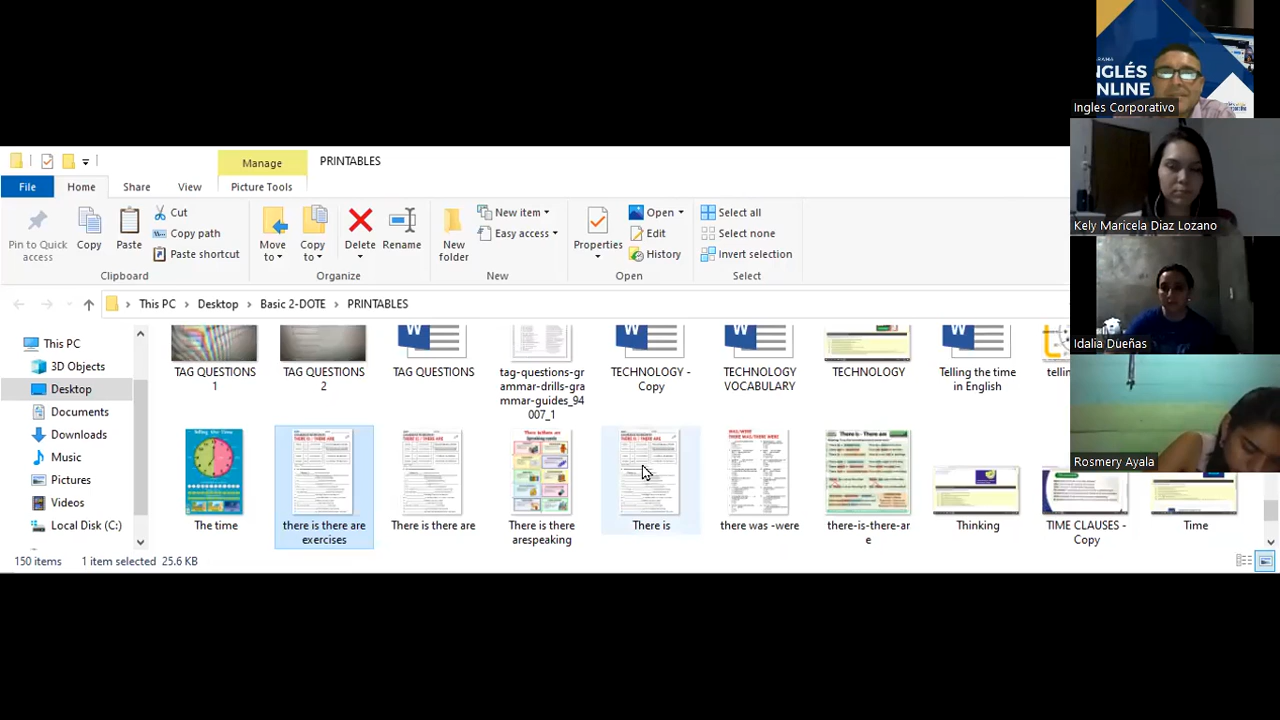 NGLÉS
NLINE
Ingles Corporativo
Kely Maricela Diaz Lozano
Idalia Dueñas
Rosmery Ayala
Manage
PRINTABLES
File
Home
Share
View
Picture Tools
Pin to Quick access
Copy
Paste
Cut
Copy path
Paste shortcut
Clipboard
Move to
Copy to
Delete
Rename
Organize
New folder
New item
Easy access
New
Properties
Open
Edit
History
Open
Select all
Select none
Invert selection
Select
This PC
Desktop
Basic 2-DOTE
PRINTABLES
This PC
3D Objects
Desktop
Documents
Downloads
Music
Pictures
Videos
Local Disk (C:)
TAG QUESTIONS 1
TAG QUESTIONS 2
TAG QUESTIONS
tag-questions-grammar-drills-grammar-guides_94007_1
TECHNOLOGY - Copy
TECHNOLOGY VOCABULARY
TECHNOLOGY
Telling the time in English
tellin
The time
there is there are exercises
There is there are
There is there arespeaking
There is
there was -were
there-is-there-are
Thinking
TIME CLAUSES - Copy
Time
150 items
1 item selected 25.6 KB